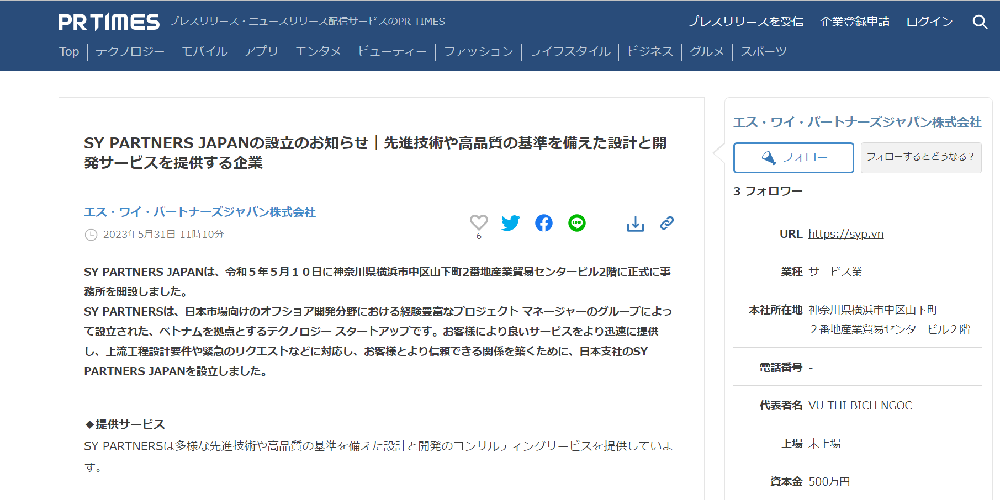 PR TIMES プレスリリース・ニュースリリース配信サービスのPR TIMES
プレスリリースを受信 企業登録申請 ログイン
Top テクノロジー モバイル アプリ エンタメ ビューティー ファッション ライフスタイル ビジネス グルメ スポーツ
SY PARTNERS JAPANの設立のお知らせ｜先進技術や高品質の基準を備えた設計と開
発サービスを提供する企業
エス・ワイ・パートナーズジャパン株式会社
2023年5月31日 11時10分
6
LINE
SY PARTNERS JAPANは、令和５年５月１０日に神奈川県横浜市中区山下町2番地産業貿易センタービル2階に正式に事
務所を開設しました。
SY PARTNERSは、日本市場向けのオフショア開発分野における経験豊富なプロジェクト マネージャーのグループによっ
て設立された、ベトナムを拠点とするテクノロジー スタートアップです。お客様により良いサービスをより迅速に提供
し、上流工程設計要件や緊急のリクエストなどに対応し、お客様とより信頼できる関係を築くために、日本支社のSY
PARTNERS JAPANを設立しました。
◆提供サービス
SY PARTNERSは多様な先進技術や高品質の基準を備えた設計と開発のコンサルティングサービスを提供していま
す。
エス・ワイ・パートナーズジャパン株式会社
フォロー
フォローするとどうなる？
3 フォロワー
URL https://syp.vn
業種 サービス業
本社所在地 神奈川県横浜市中区山下町
２番地産業貿易センタービル２階
電話番号 -
代表者名 VU THI BICH NGOC
上場 未上場
資本金 500万円